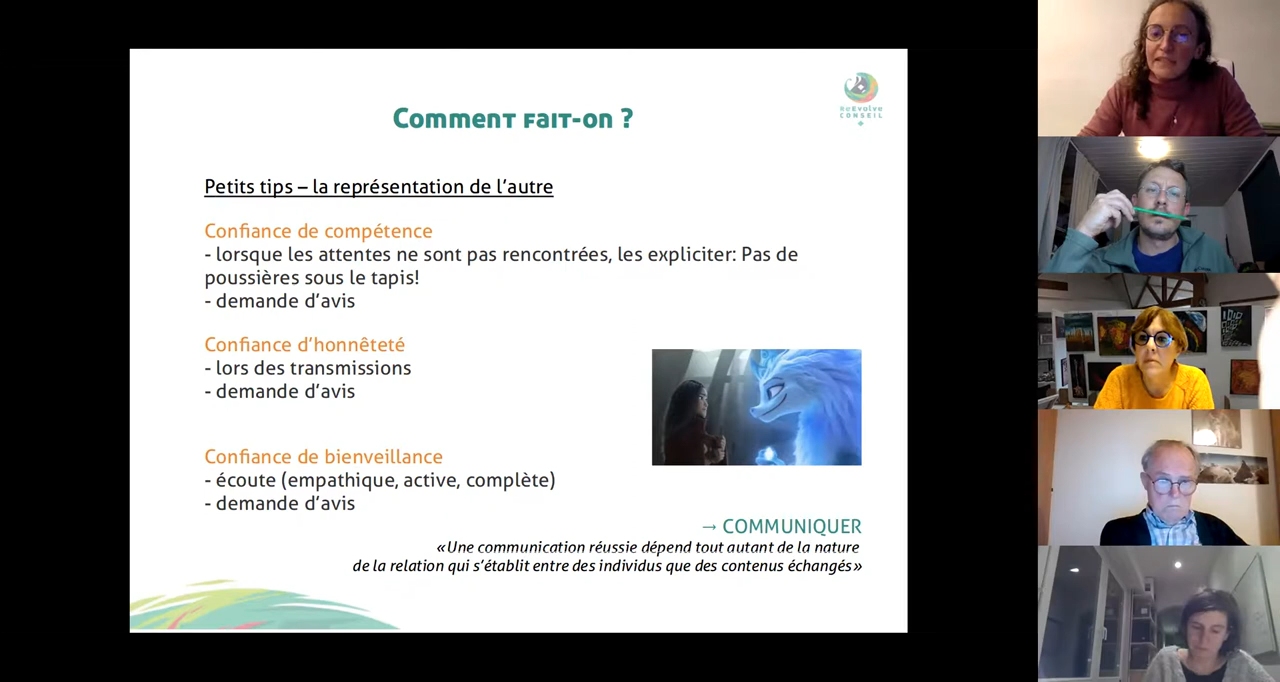 ReEvolve
CONSEIL
Comment fait-on ?
Petits tips – la représentation de l'autre
Confiance de compétence
- lorsque les attentes ne sont pas rencontrées, les expliciter: Pas de
poussières sous le tapis!
- demande d'avis
Confiance d'honnêteté
- lors des transmissions
- demande d'avis
Confiance de bienveillance
- écoute (empathique, active, complète)
- demande d'avis
→ COMMUNIQUER
«Une communication réussie dépend tout autant de la nature
de la relation qui s'établit entre des individus que des contenus échangés»